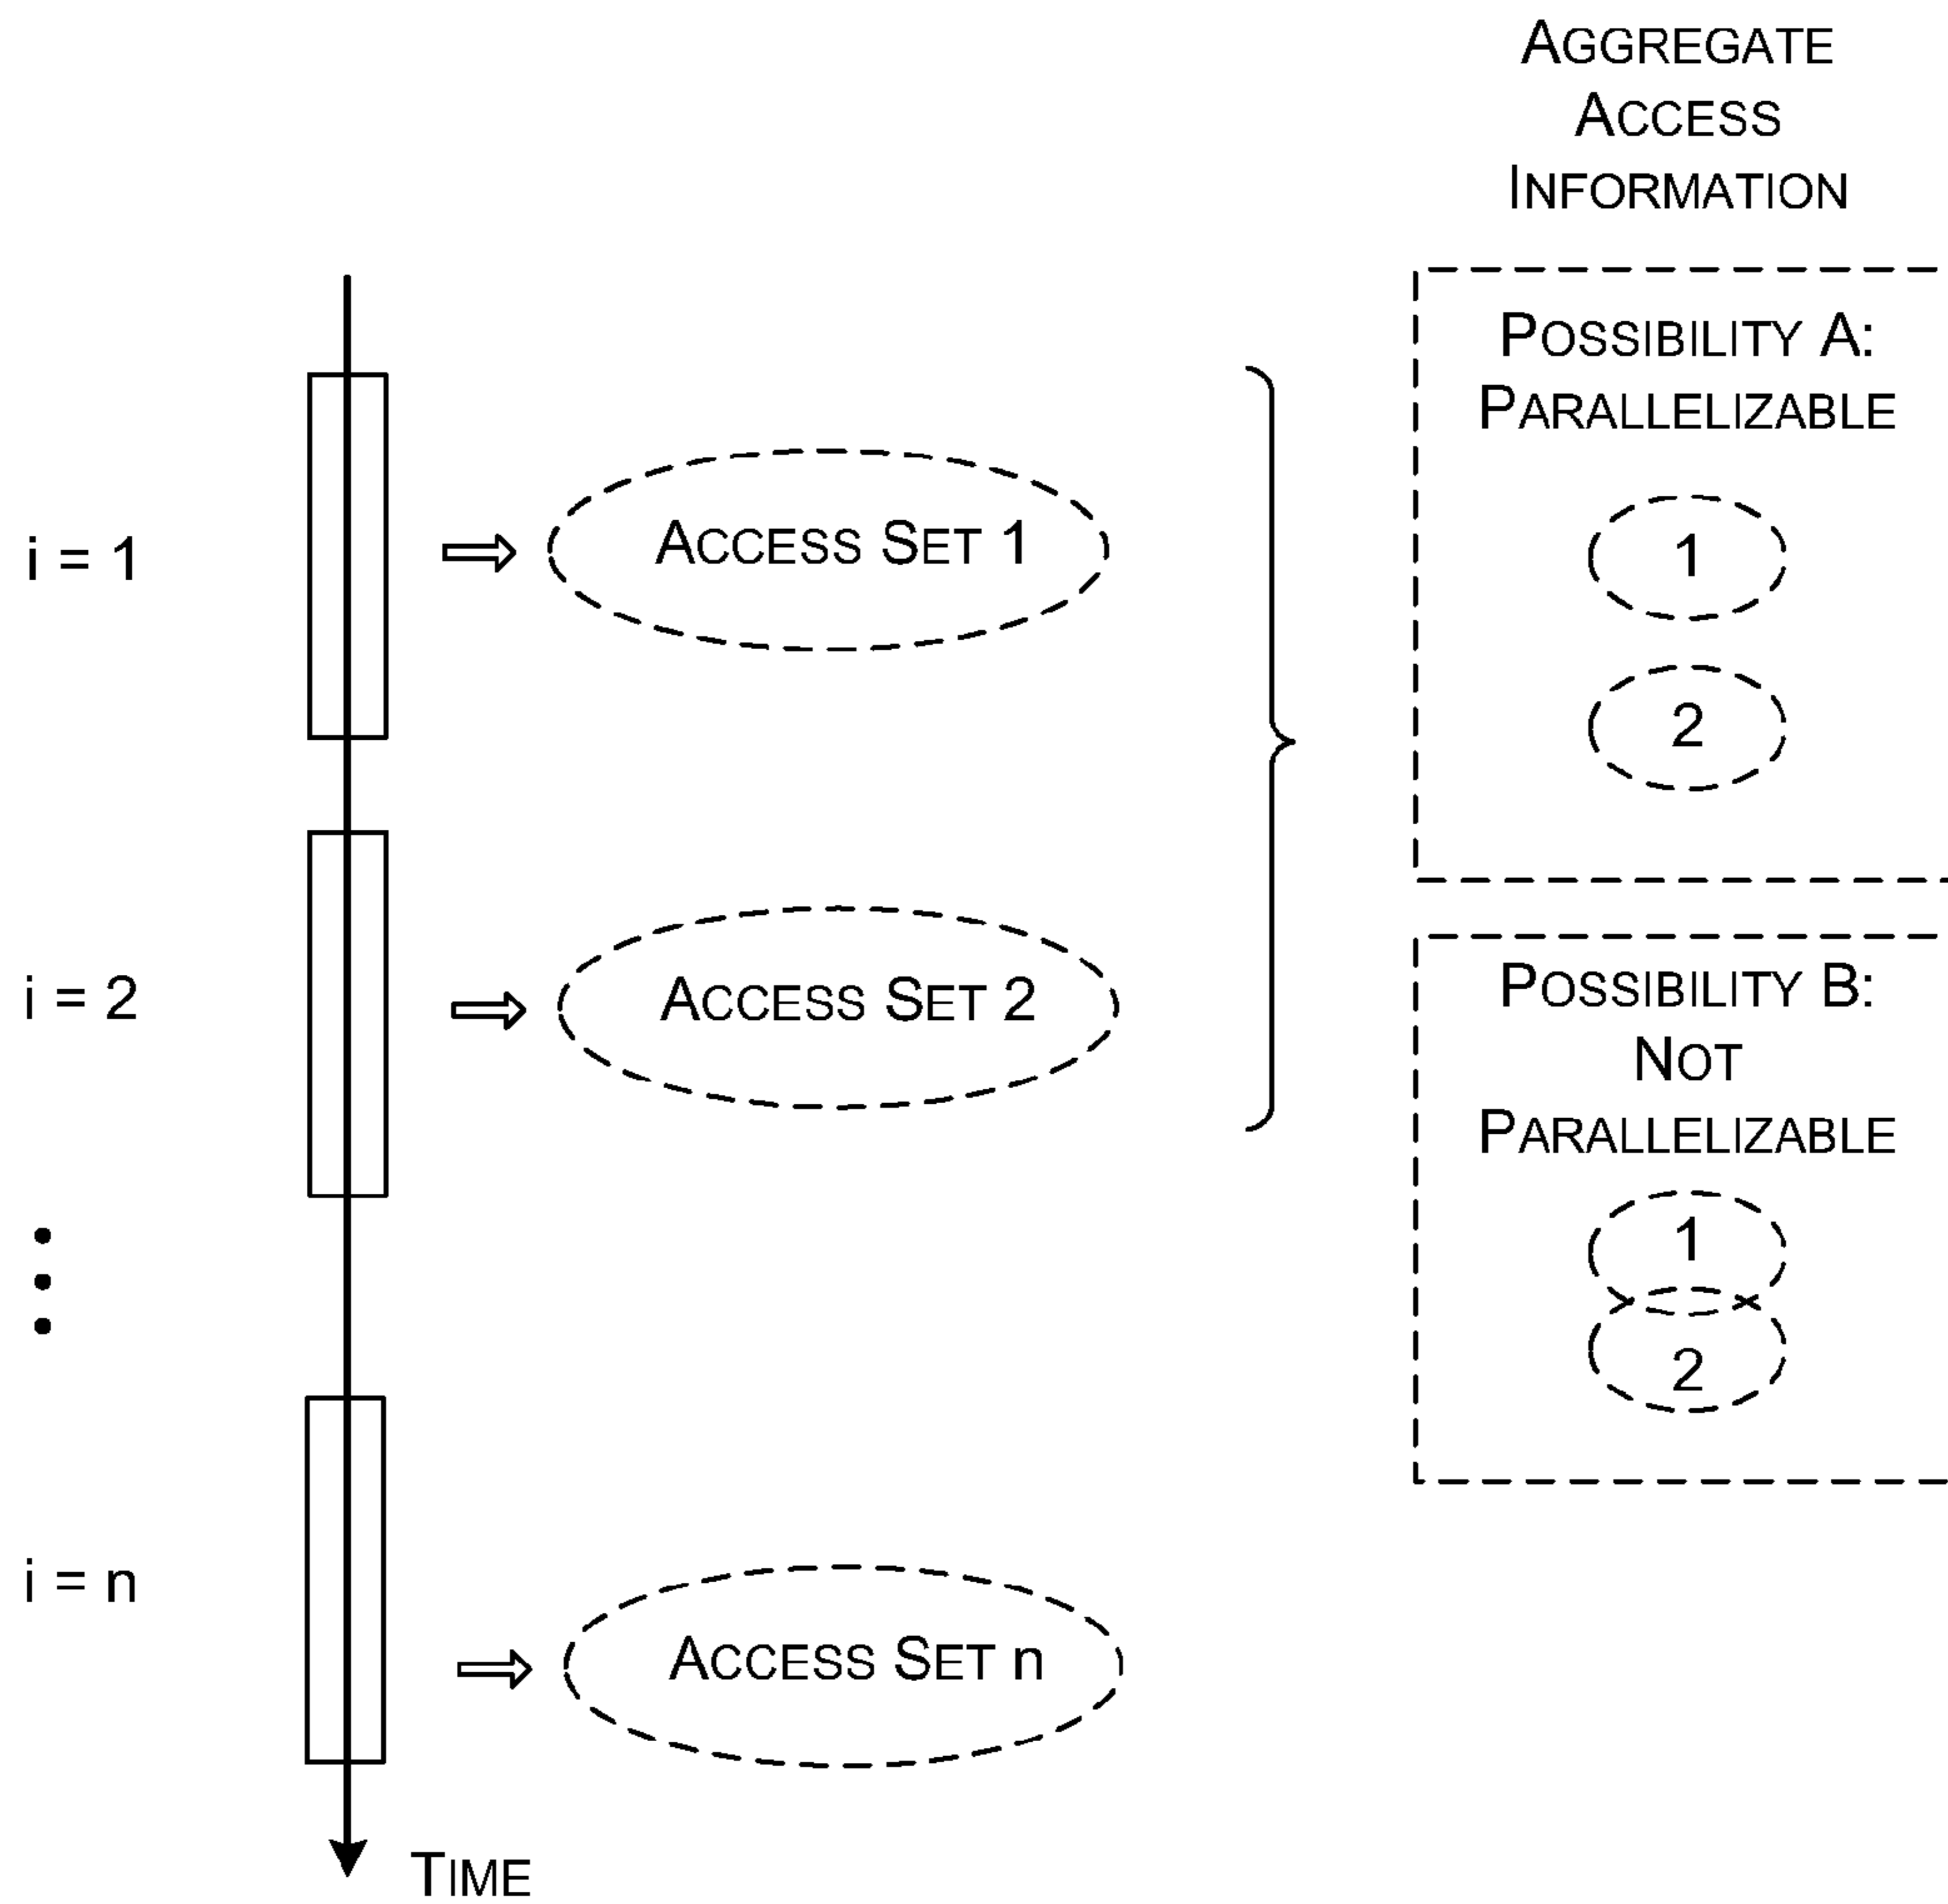 AGGREGATE
ACCESS
INFORMATION
POSSIBILITY A:
PARALLELIZABLE
1
2
i = 1
ACCESS SET 1
i = 2
ACCESS SET 2
POSSIBILITY B:
NOT
PARALLELIZABLE
1
2
i = n
ACCESS SET n
TIME